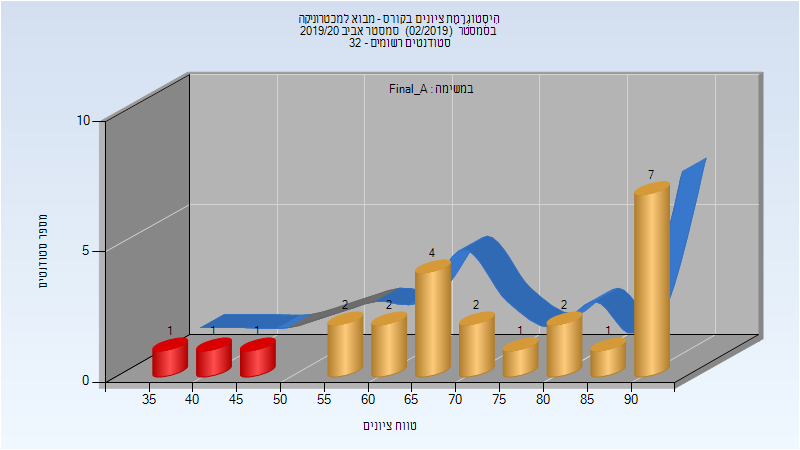 היסטוגרמת ציונים בקורס - מבוא למכטרוניקה
בסמסטר (02/2019) סמסטר אביב 2019/20
סטודנטים רשומים - 32
במשימה : Final_A
מספר סטודנטים
10
5
0
1 1 1 2 2 4 2 1 2 1 7
35 40 45 50 55 60 65 70 75 80 85 90
טווח ציונים